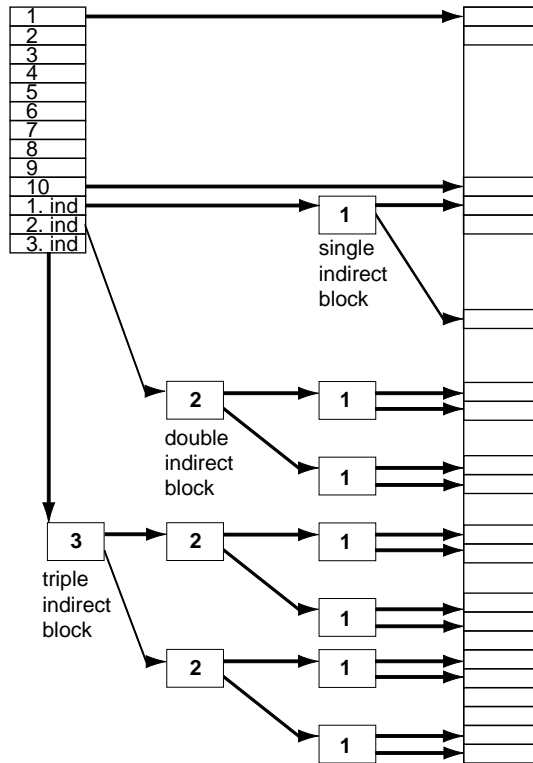 1
2
3
4
5
6
7
8
9
10
1. ind
2. ind
3. ind
1
single
indirect
block
2
1
double
indirect
block
1
3
2
1
triple
indirect
block
1
2
1
1